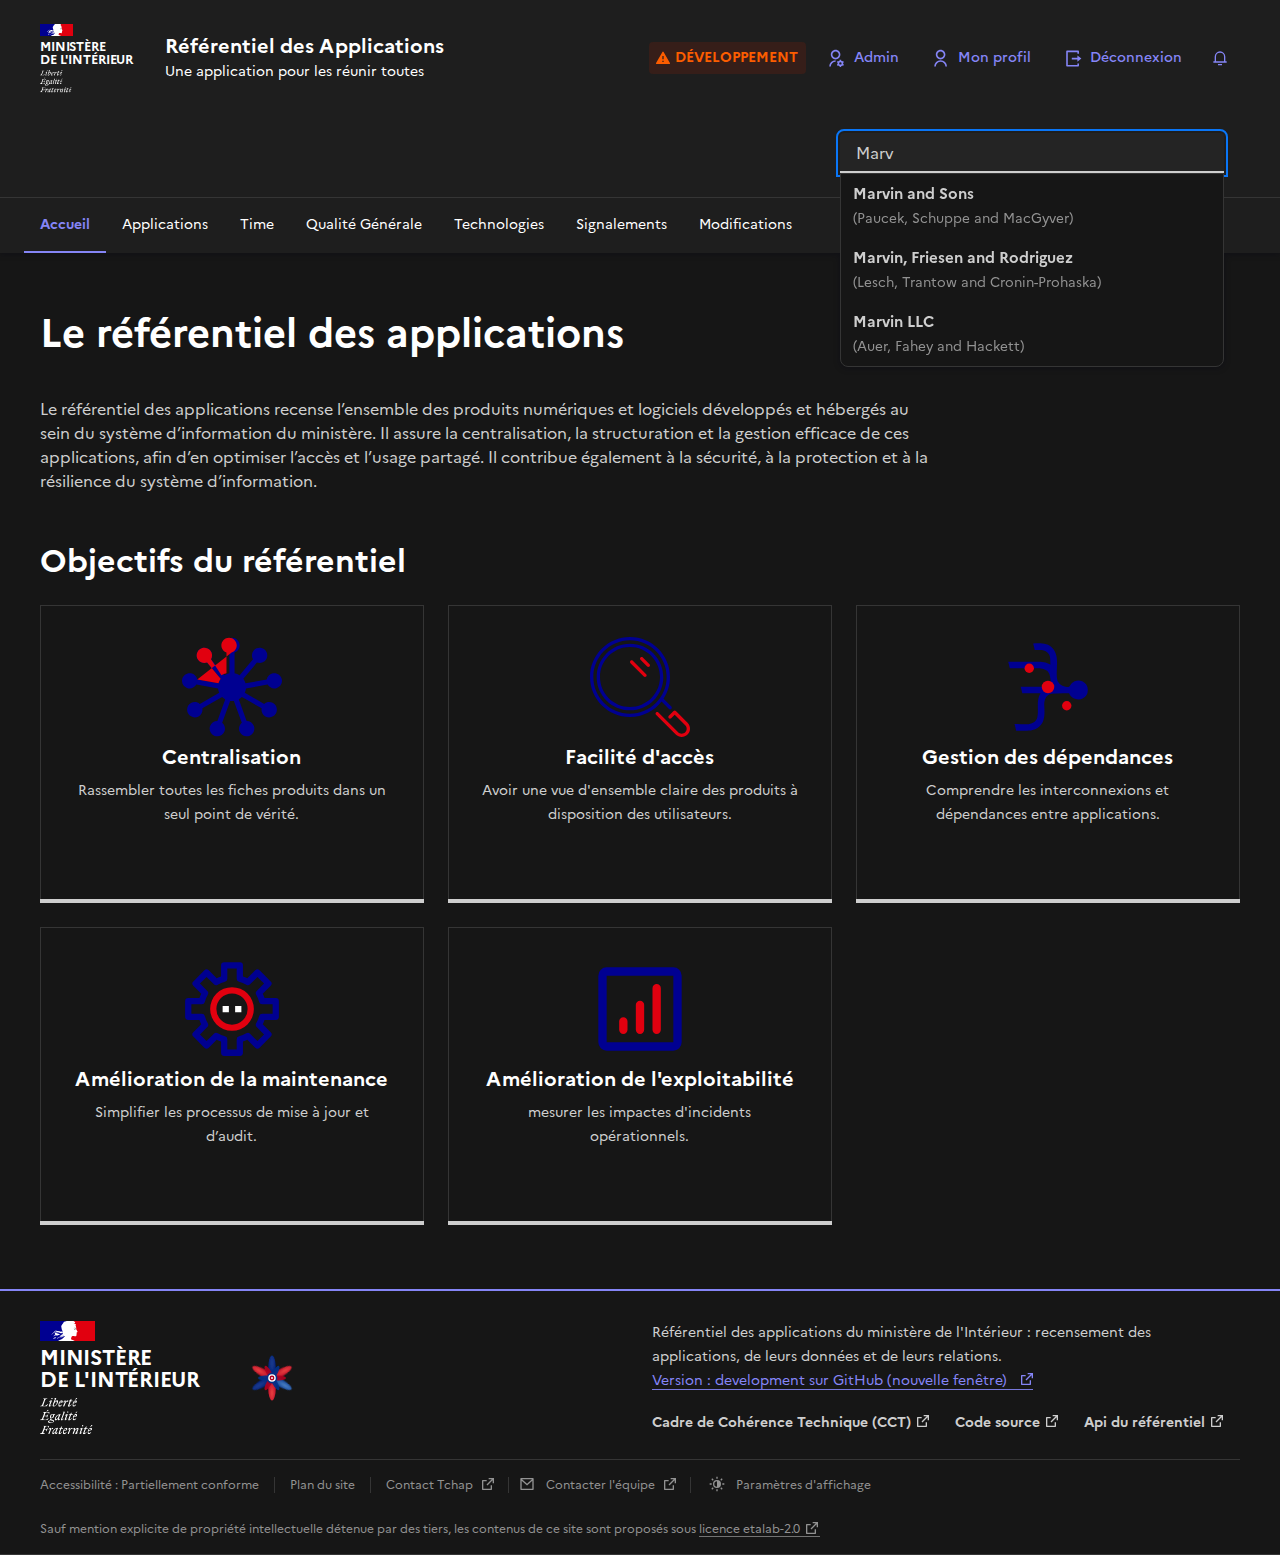 MINISTÈRE
DE L'INTÉRIEUR
Liberté
Égalité
Fraternité
Référentiel des Applications
Une application pour les réunir toutes
DÉVELOPPEMENT
Admin
Mon profil
Déconnexion
Marv
Marvin and Sons
(Paucek, Schuppe and MacGyver)
Marvin, Friesen and Rodriguez
(Lesch, Trantow and Cronin-Prohaska)
Marvin LLC
(Auer, Fahey and Hackett)
Accueil
Applications
Time
Qualité Générale
Technologies
Signalements
Modifications
Le référentiel des applications
Le référentiel des applications recense l’ensemble des produits numériques et logiciels développés et hébergés au
sein du système d’information du ministère. Il assure la centralisation, la structuration et la gestion efficace de ces
applications, afin d’en optimiser l’accès et l’usage partagé. Il contribue également à la sécurité, à la protection et à la
résilience du système d’information.
Objectifs du référentiel
Centralisation
Rassembler toutes les fiches produits dans un
seul point de vérité.
Facilité d'accès
Avoir une vue d'ensemble claire des produits à
disposition des utilisateurs.
Gestion des dépendances
Comprendre les interconnexions et
dépendances entre applications.
Amélioration de la maintenance
Simplifier les processus de mise à jour et
d’audit.
Amélioration de l'exploitabilité
mesurer les impactes d'incidents
opérationnels.
MINISTÈRE
DE L'INTÉRIEUR
Liberté
Égalité
Fraternité
Référentiel des applications du ministère de l'Intérieur : recensement des
applications, de leurs données et de leurs relations.
Version : development sur GitHub (nouvelle fenêtre)
Cadre de Cohérence Technique (CCT)
Code source
Api du référentiel
Accessibilité : Partiellement conforme
Plan du site
Contact Tchap
Contacter l'équipe
Paramètres d'affichage
Sauf mention explicite de propriété intellectuelle détenue par des tiers, les contenus de ce site sont proposés sous licence etalab-2.0